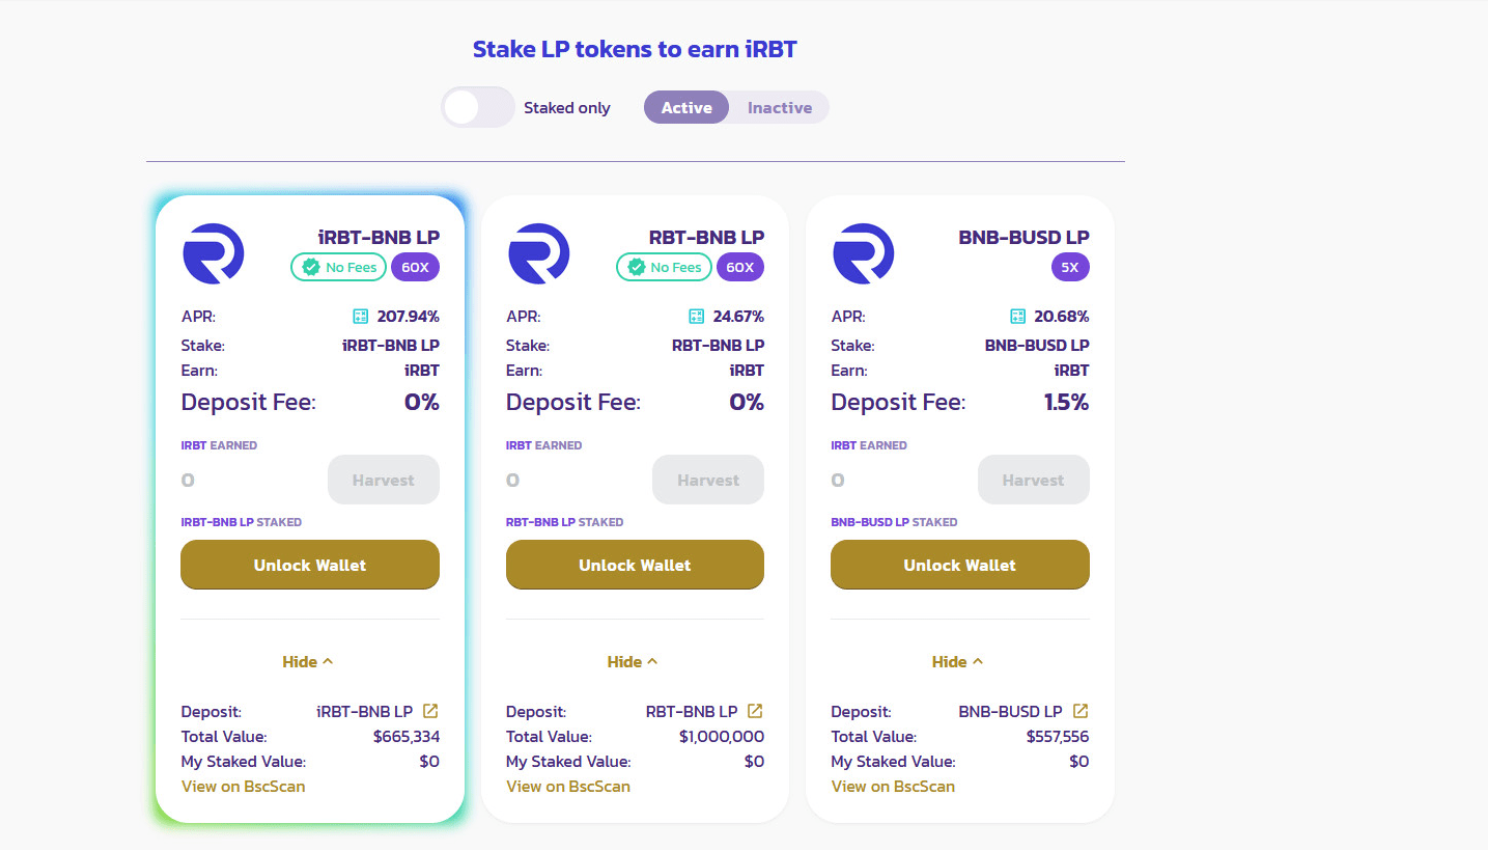 Stake LP tokens to earn iRBT
Staked only Active Inactive
iRBT-BNB LP
No Fees 60X
APR: 207.94%
Stake: iRBT-BNB LP
Earn: iRBT
Deposit Fee: 0%
IRBT EARNED
0 Harvest
IRBT-BNB LP STAKED
Unlock Wallet
Hide
Deposit: iRBT-BNB LP
Total Value: $665,334
My Staked Value: $0
View on BscScan
RBT-BNB LP
No Fees 60X
APR: 24.67%
Stake: RBT-BNB LP
Earn: iRBT
Deposit Fee: 0%
IRBT EARNED
0 Harvest
RBT-BNB LP STAKED
Unlock Wallet
Hide
Deposit: RBT-BNB LP
Total Value: $1,000,000
My Staked Value: $0
View on BscScan
BNB-BUSD LP
5X
APR: 20.68%
Stake: BNB-BUSD LP
Earn: iRBT
Deposit Fee: 1.5%
IRBT EARNED
0 Harvest
BNB-BUSD LP STAKED
Unlock Wallet
Hide
Deposit: BNB-BUSD LP
Total Value: $557,556
My Staked Value: $0
View on BscScan